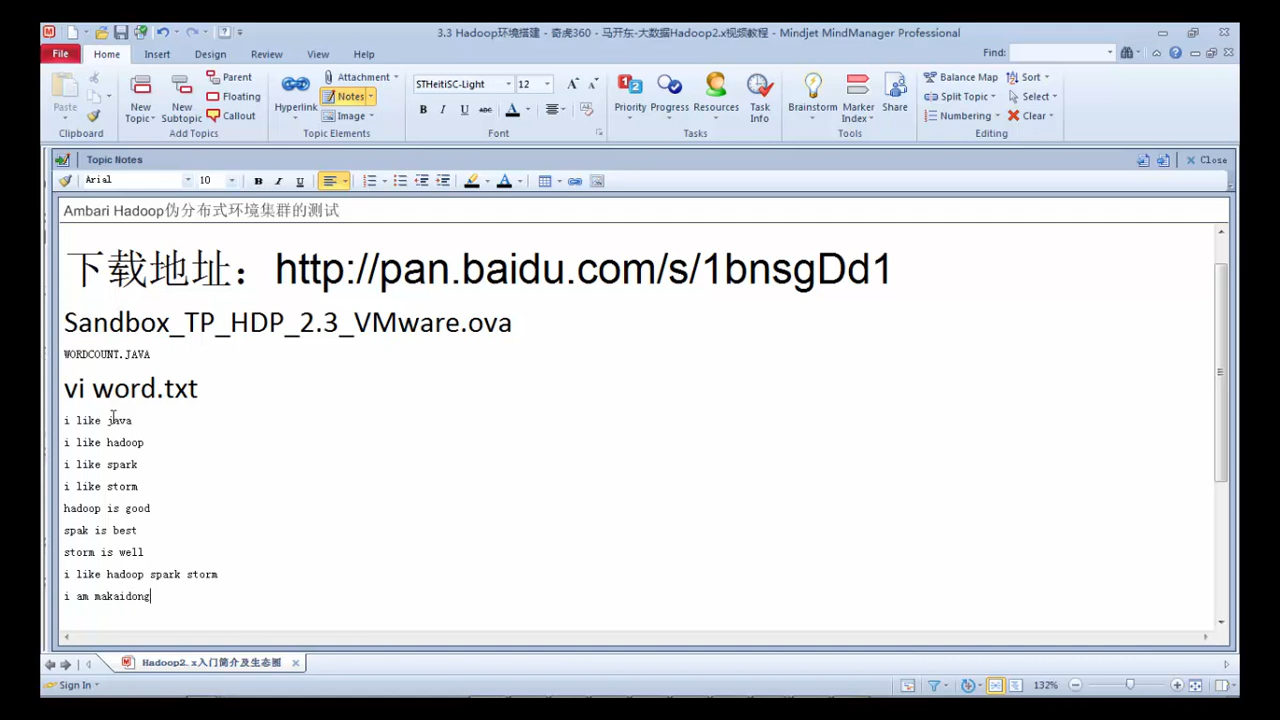 3.3 Hadoop环境搭建 - 奇虎360 - 马开东-大数据Hadoop2.x视频教程 - Mindjet MindManager Professional
File Home Insert Design Review View Help Find:
Paste
Clipboard
New Topic
New Subtopic
Parent
Floating
Callout
Add Topics
Hyperlink
Attachment
Notes
Image
Topic Elements
STHeitiSC-Light 12
B I U abc A
Font
Priority Progress Resources Task Info
Tasks
Brainstorm Marker Index Share
Tools
Balance Map Sort
Split Topic Select
Numbering Clear
Editing
Topic Notes Close
Arial 10 B I U A
Ambari Hadoop伪分布式环境集群的测试
下载地址：http://pan.baidu.com/s/1bnsgDd1
Sandbox_TP_HDP_2.3_VMware.ova
WORDCOUNT.JAVA
vi word.txt
i like java
i like hadoop
i like spark
i like storm
hadoop is good
spak is best
storm is well
i like hadoop spark storm
i am makaidong
Hadoop2.x入门简介及生态圈
Sign In 132%